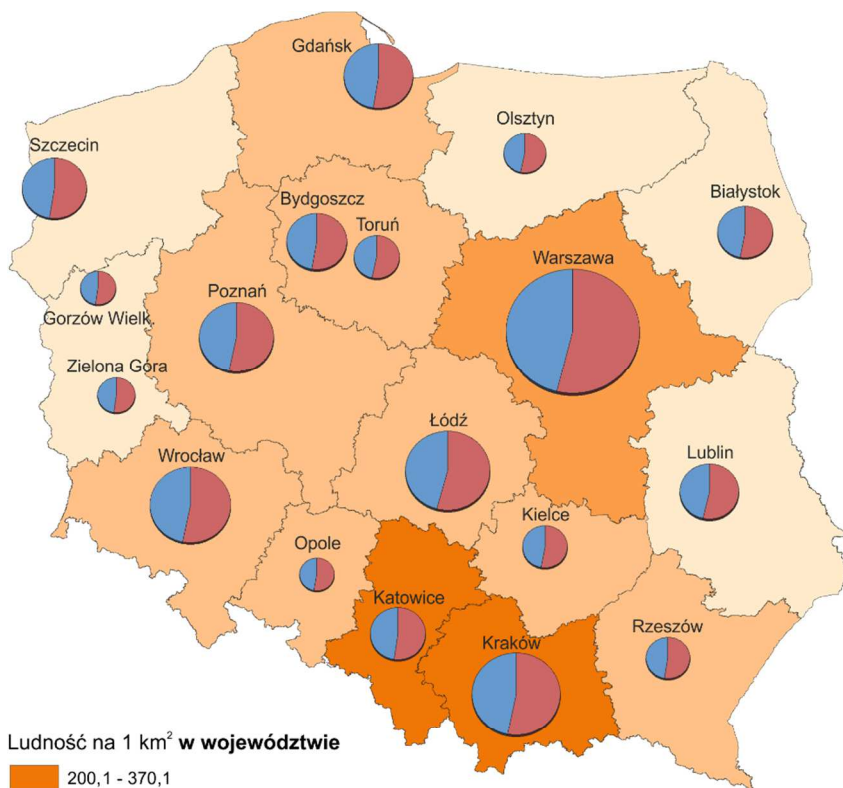 Gdańsk
Olsztyn
Szczecin
Białystok
Bydgoszcz
Toruń
Warszawa
Gorzów Wielk.
Poznań
Zielona Góra
Łódź
Wrocław
Lublin
Kielce
Opole
Katowice
Kraków
Rzeszów
Ludność na 1 km² w województwie
200,1 - 370,1